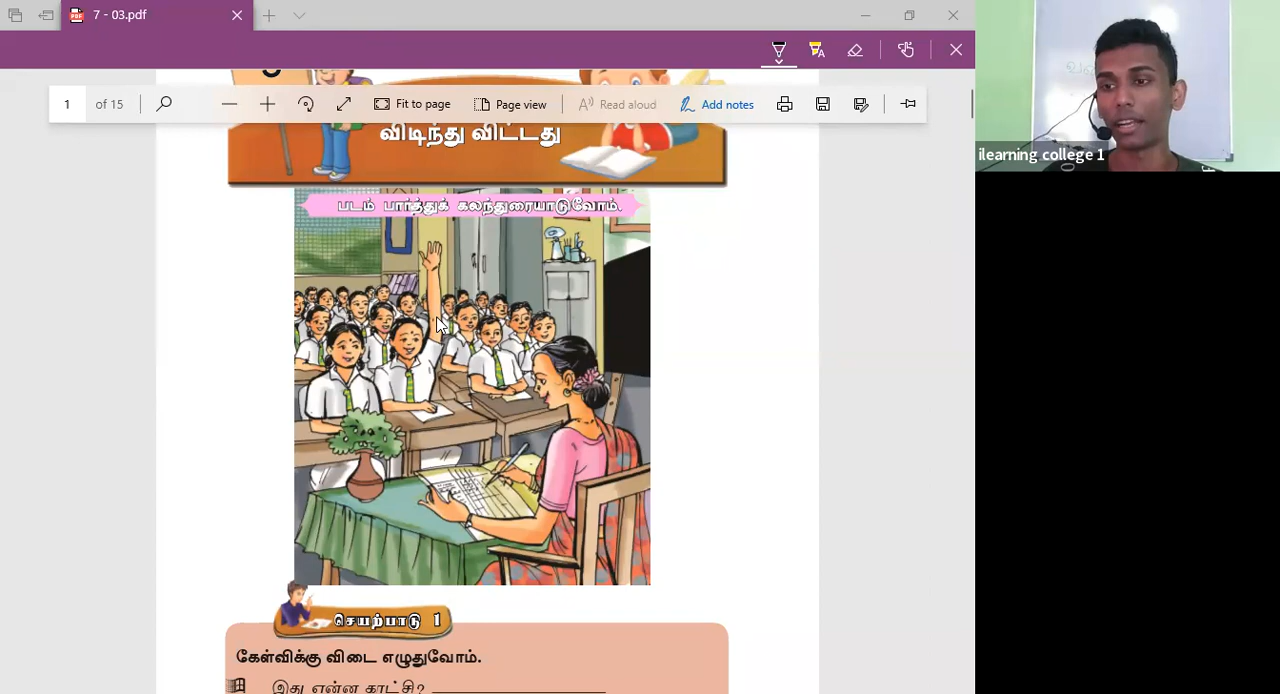 7 - 03.pdf
1 of 15 Fit to page Page view Read aloud Add notes
ilearning college 1
விடிந்து விட்டது
படம் பார்த்துக் கலந்துரையாடுவோம்.
செயற்பாடு 1
கேள்விக்கு விடை எழுதுவோம்.
இது என்ன காட்சி?